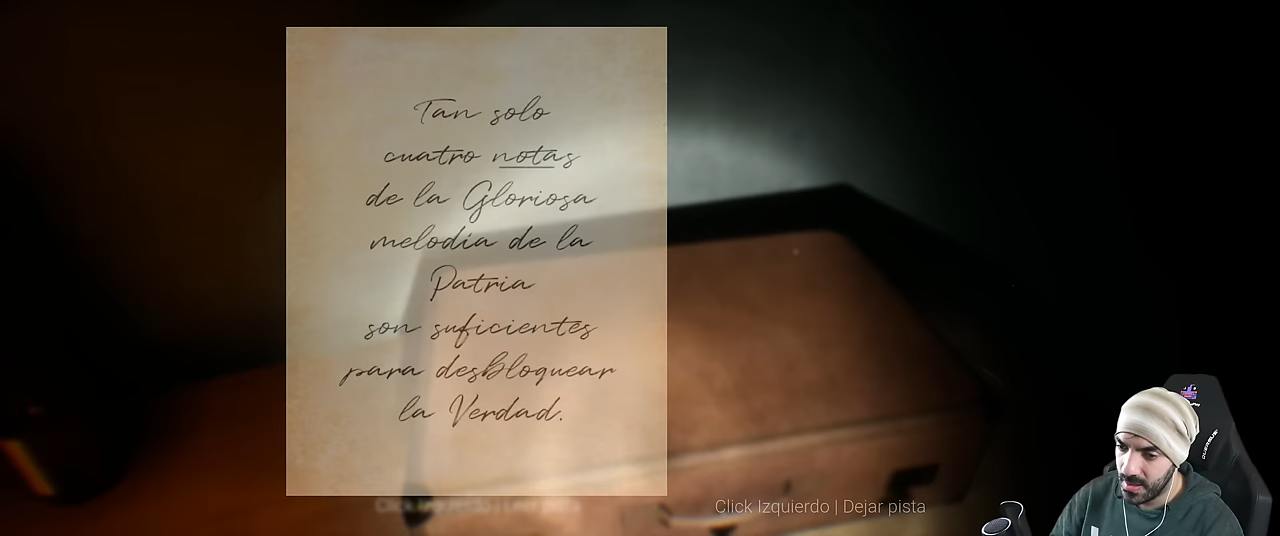 Tan solo
cuatro notas
de la Gloriosa
melodía de la
Patria
son suficientes
para desbloquear
la Verdad.
Click Izquierdo | Dejar pista